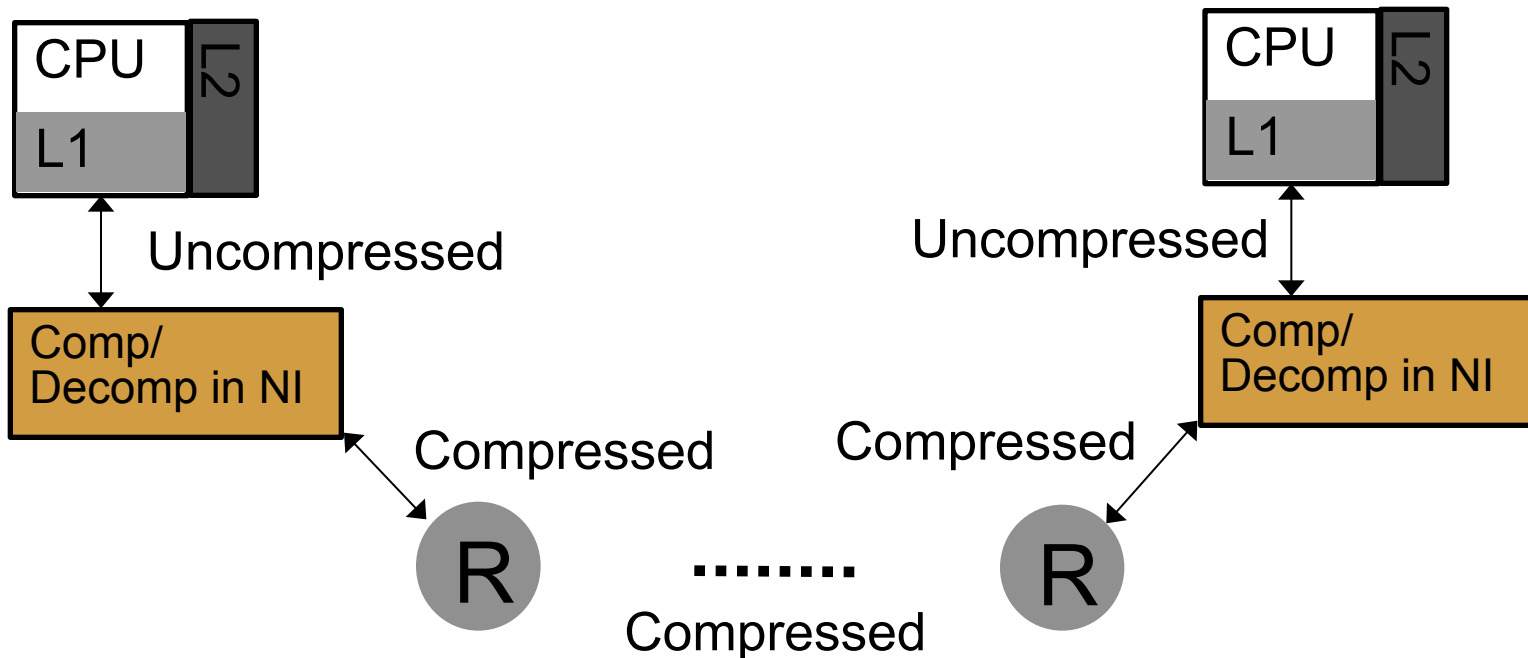 CPU
L2
L1
Uncompressed
Comp/
Decomp in NI
Compressed
R
CPU
L2
L1
Uncompressed
Comp/
Decomp in NI
Compressed
R
........
Compressed